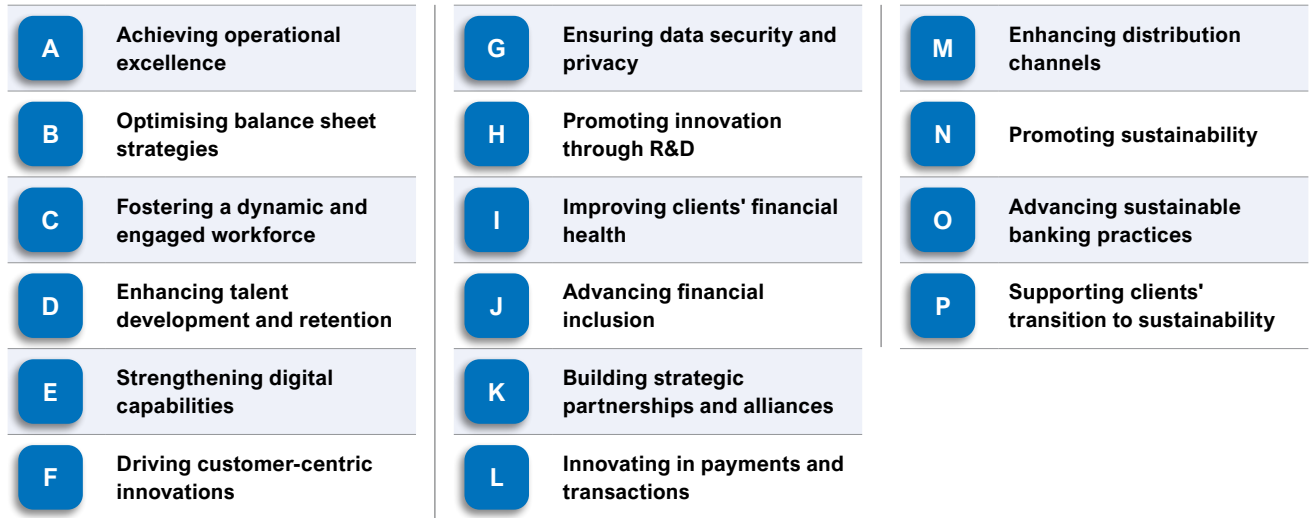 A
Achieving operational
excellence
B
Optimising balance sheet
strategies
C
Fostering a dynamic and
engaged workforce
D
Enhancing talent
development and retention
E
Strengthening digital
capabilities
F
Driving customer-centric
innovations
G
Ensuring data security and
privacy
H
Promoting innovation
through R&D
I
Improving clients' financial
health
J
Advancing financial
inclusion
K
Building strategic
partnerships and alliances
L
Innovating in payments and
transactions
M
Enhancing distribution
channels
N
Promoting sustainability
O
Advancing sustainable
banking practices
P
Supporting clients'
transition to sustainability